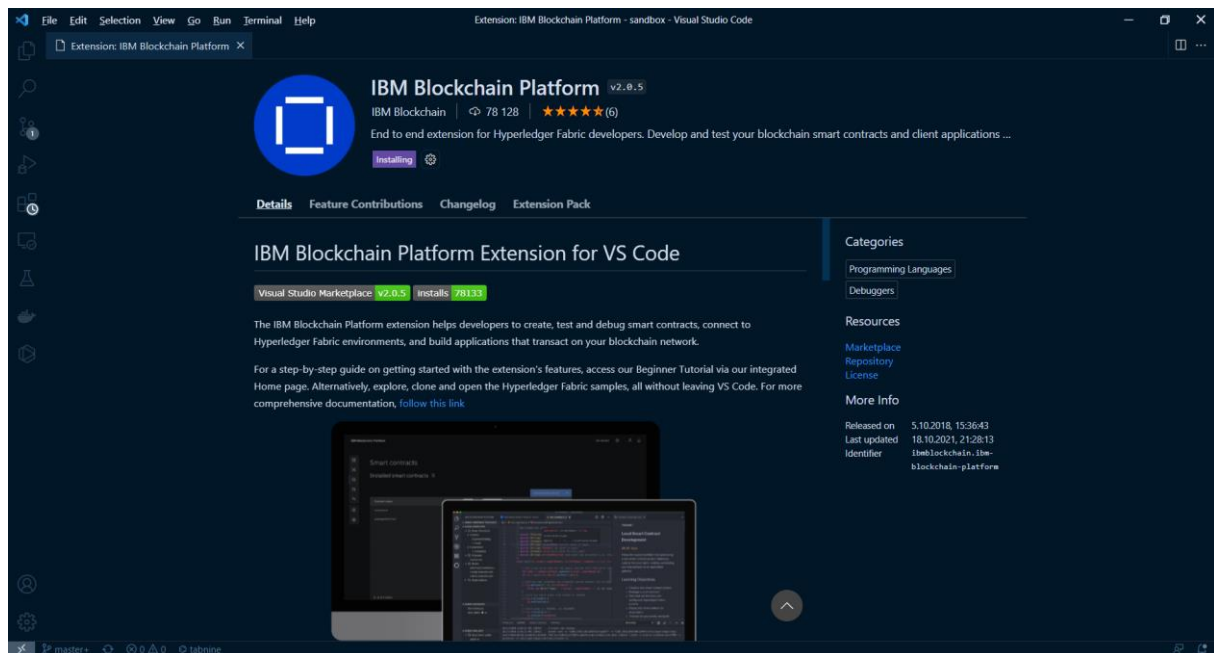 File Edit Selection View Go Run Terminal Help
Extension: IBM Blockchain Platform - sandbox - Visual Studio Code
Extension: IBM Blockchain Platform
IBM Blockchain Platform v2.0.5
IBM Blockchain 78 128 (6)
End to end extension for Hyperledger Fabric developers. Develop and test your blockchain smart contracts and client applications ...
Installing
1
Details Feature Contributions Changelog Extension Pack
IBM Blockchain Platform Extension for VS Code
Visual Studio Marketplace v2.0.5 installs 78133
The IBM Blockchain Platform extension helps developers to create, test and debug smart contracts, connect to
Hyperledger Fabric environments, and build applications that transact on your blockchain network.
For a step-by-step guide on getting started with the extension's features, access our Beginner Tutorial via our integrated
Home page. Alternatively, explore, clone and open the Hyperledger Fabric samples, all without leaving VS Code. For more
comprehensive documentation, follow this link
Smart contracts
Local Smart Contract
Development
Categories
Programming Languages
Debuggers
Resources
Marketplace
Repository
License
More Info
Released on 5.10.2018, 15:36:43
Last updated 18.10.2021, 21:28:13
Identifier ibmblockchain.ibm-
blockchain-platform
master+ 0 0 0 tabnine